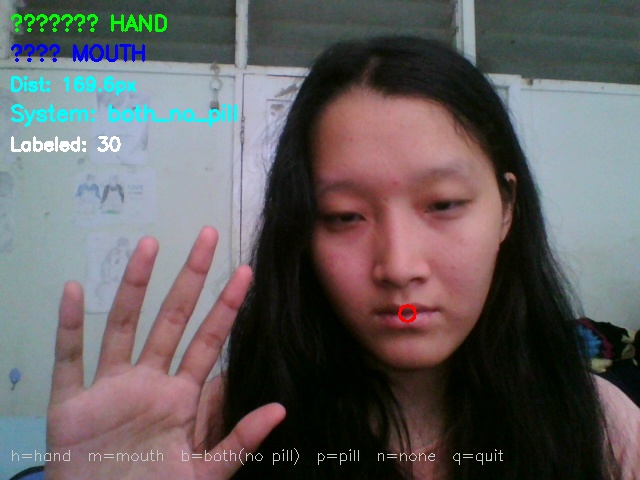 ??????? HAND
???? MOUTH
Dist: 169.6px
System: both_no_pill
Labeled: 30
h=hand m=mouth b=both(no pill) p=pill n=none q=quit